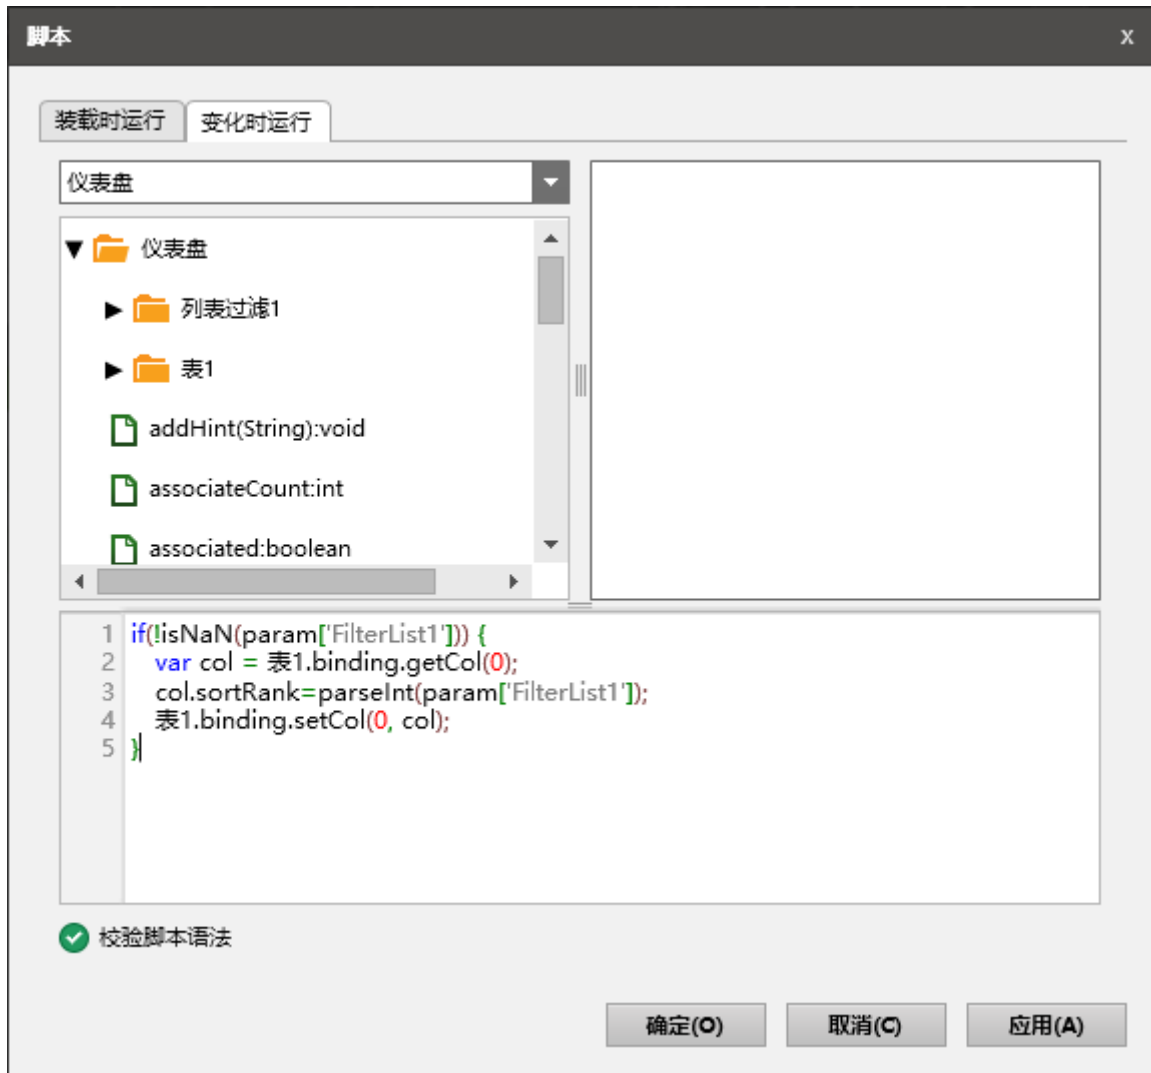 脚本
x
装载时运行 变化时运行
仪表盘
仪表盘
列表过滤1
表1
addHint(String):void
associateCount:int
associated:boolean
1 if(!isNaN(param['FilterList1'])) {
2 var col = 表1.binding.getCol(0);
3 col.sortRank=parseInt(param['FilterList1']);
4 表1.binding.setCol(0, col);
5 }
校验脚本语法
确定(O) 取消(C) 应用(A)